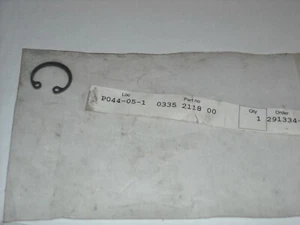 Loc Part no Qty Order
P044-05-1 0335 2118 00 1 291334-